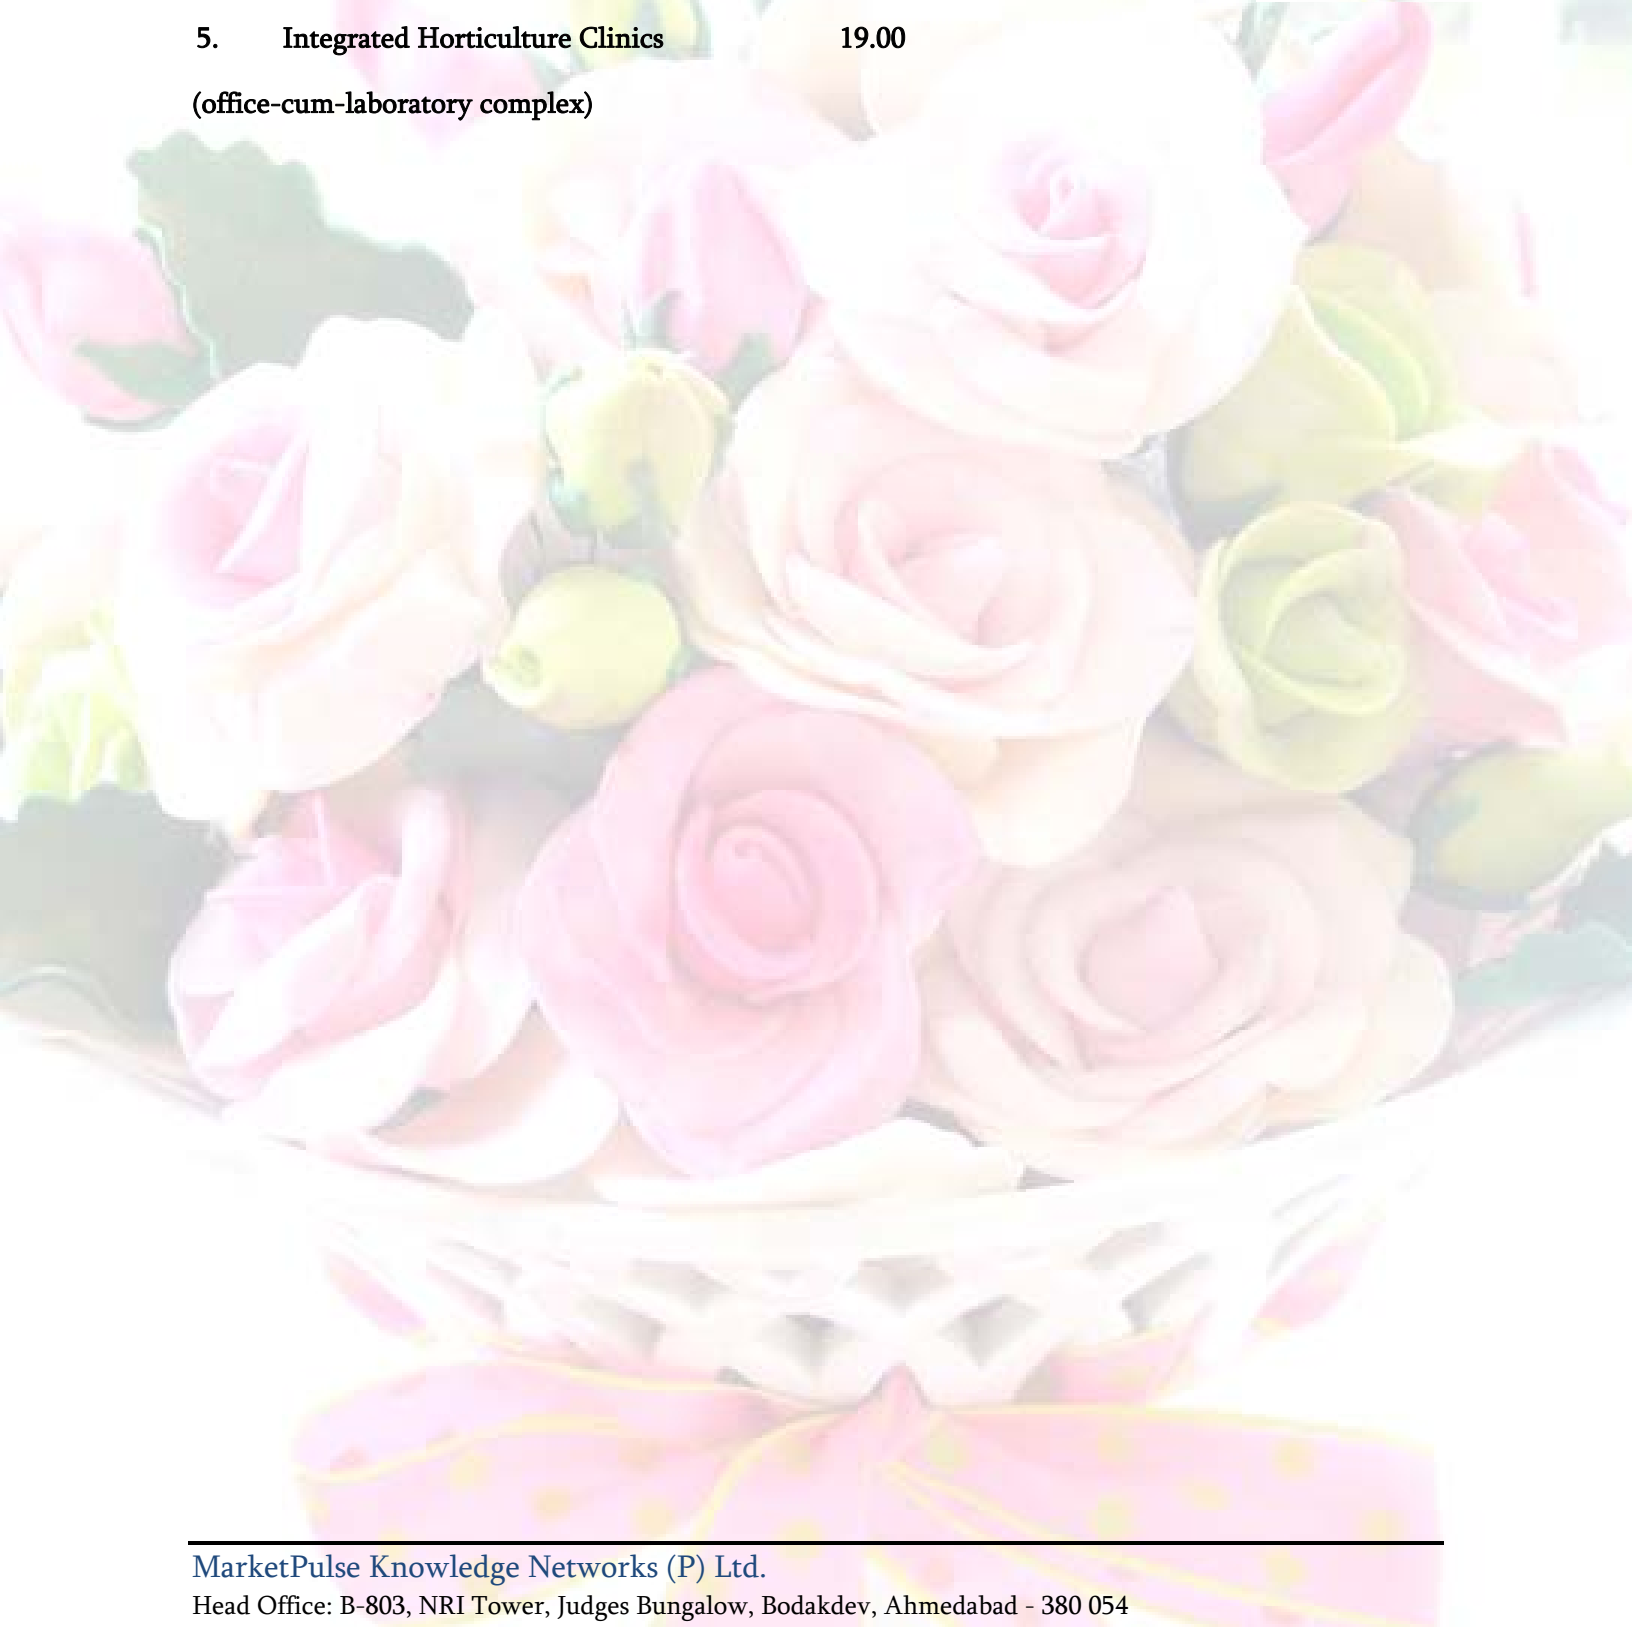 5. Integrated Horticulture Clinics 19.00
(office-cum-laboratory complex)
MarketPulse Knowledge Networks (P) Ltd.
Head Office: B-803, NRI Tower, Judges Bungalow, Bodakdev, Ahmedabad - 380 054